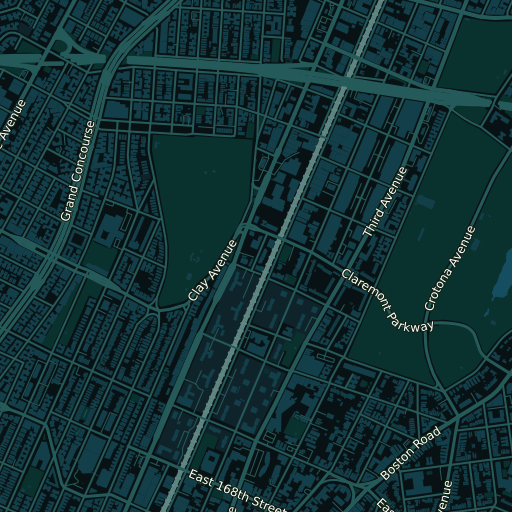 Avenue
Grand Concourse
Third Avenue
Clay Avenue
Crotona Avenue
Claremont Parkway
Boston Road
East 168th Street